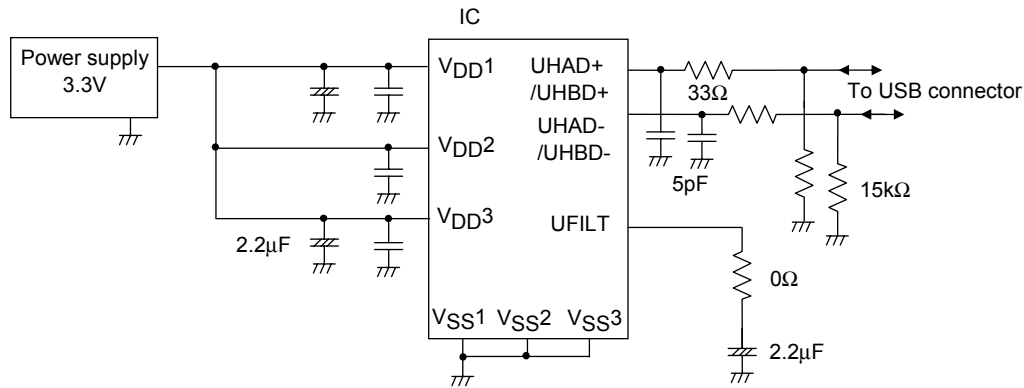 IC
Power supply
3.3V
VDD1
VDD2
VDD3
2.2μF
UHAD+
/UHBD+
UHAD-
/UHBD-
UFILT
VSS1 VSS2 VSS3
33Ω
To USB connector
5pF
15kΩ
0Ω
2.2μF